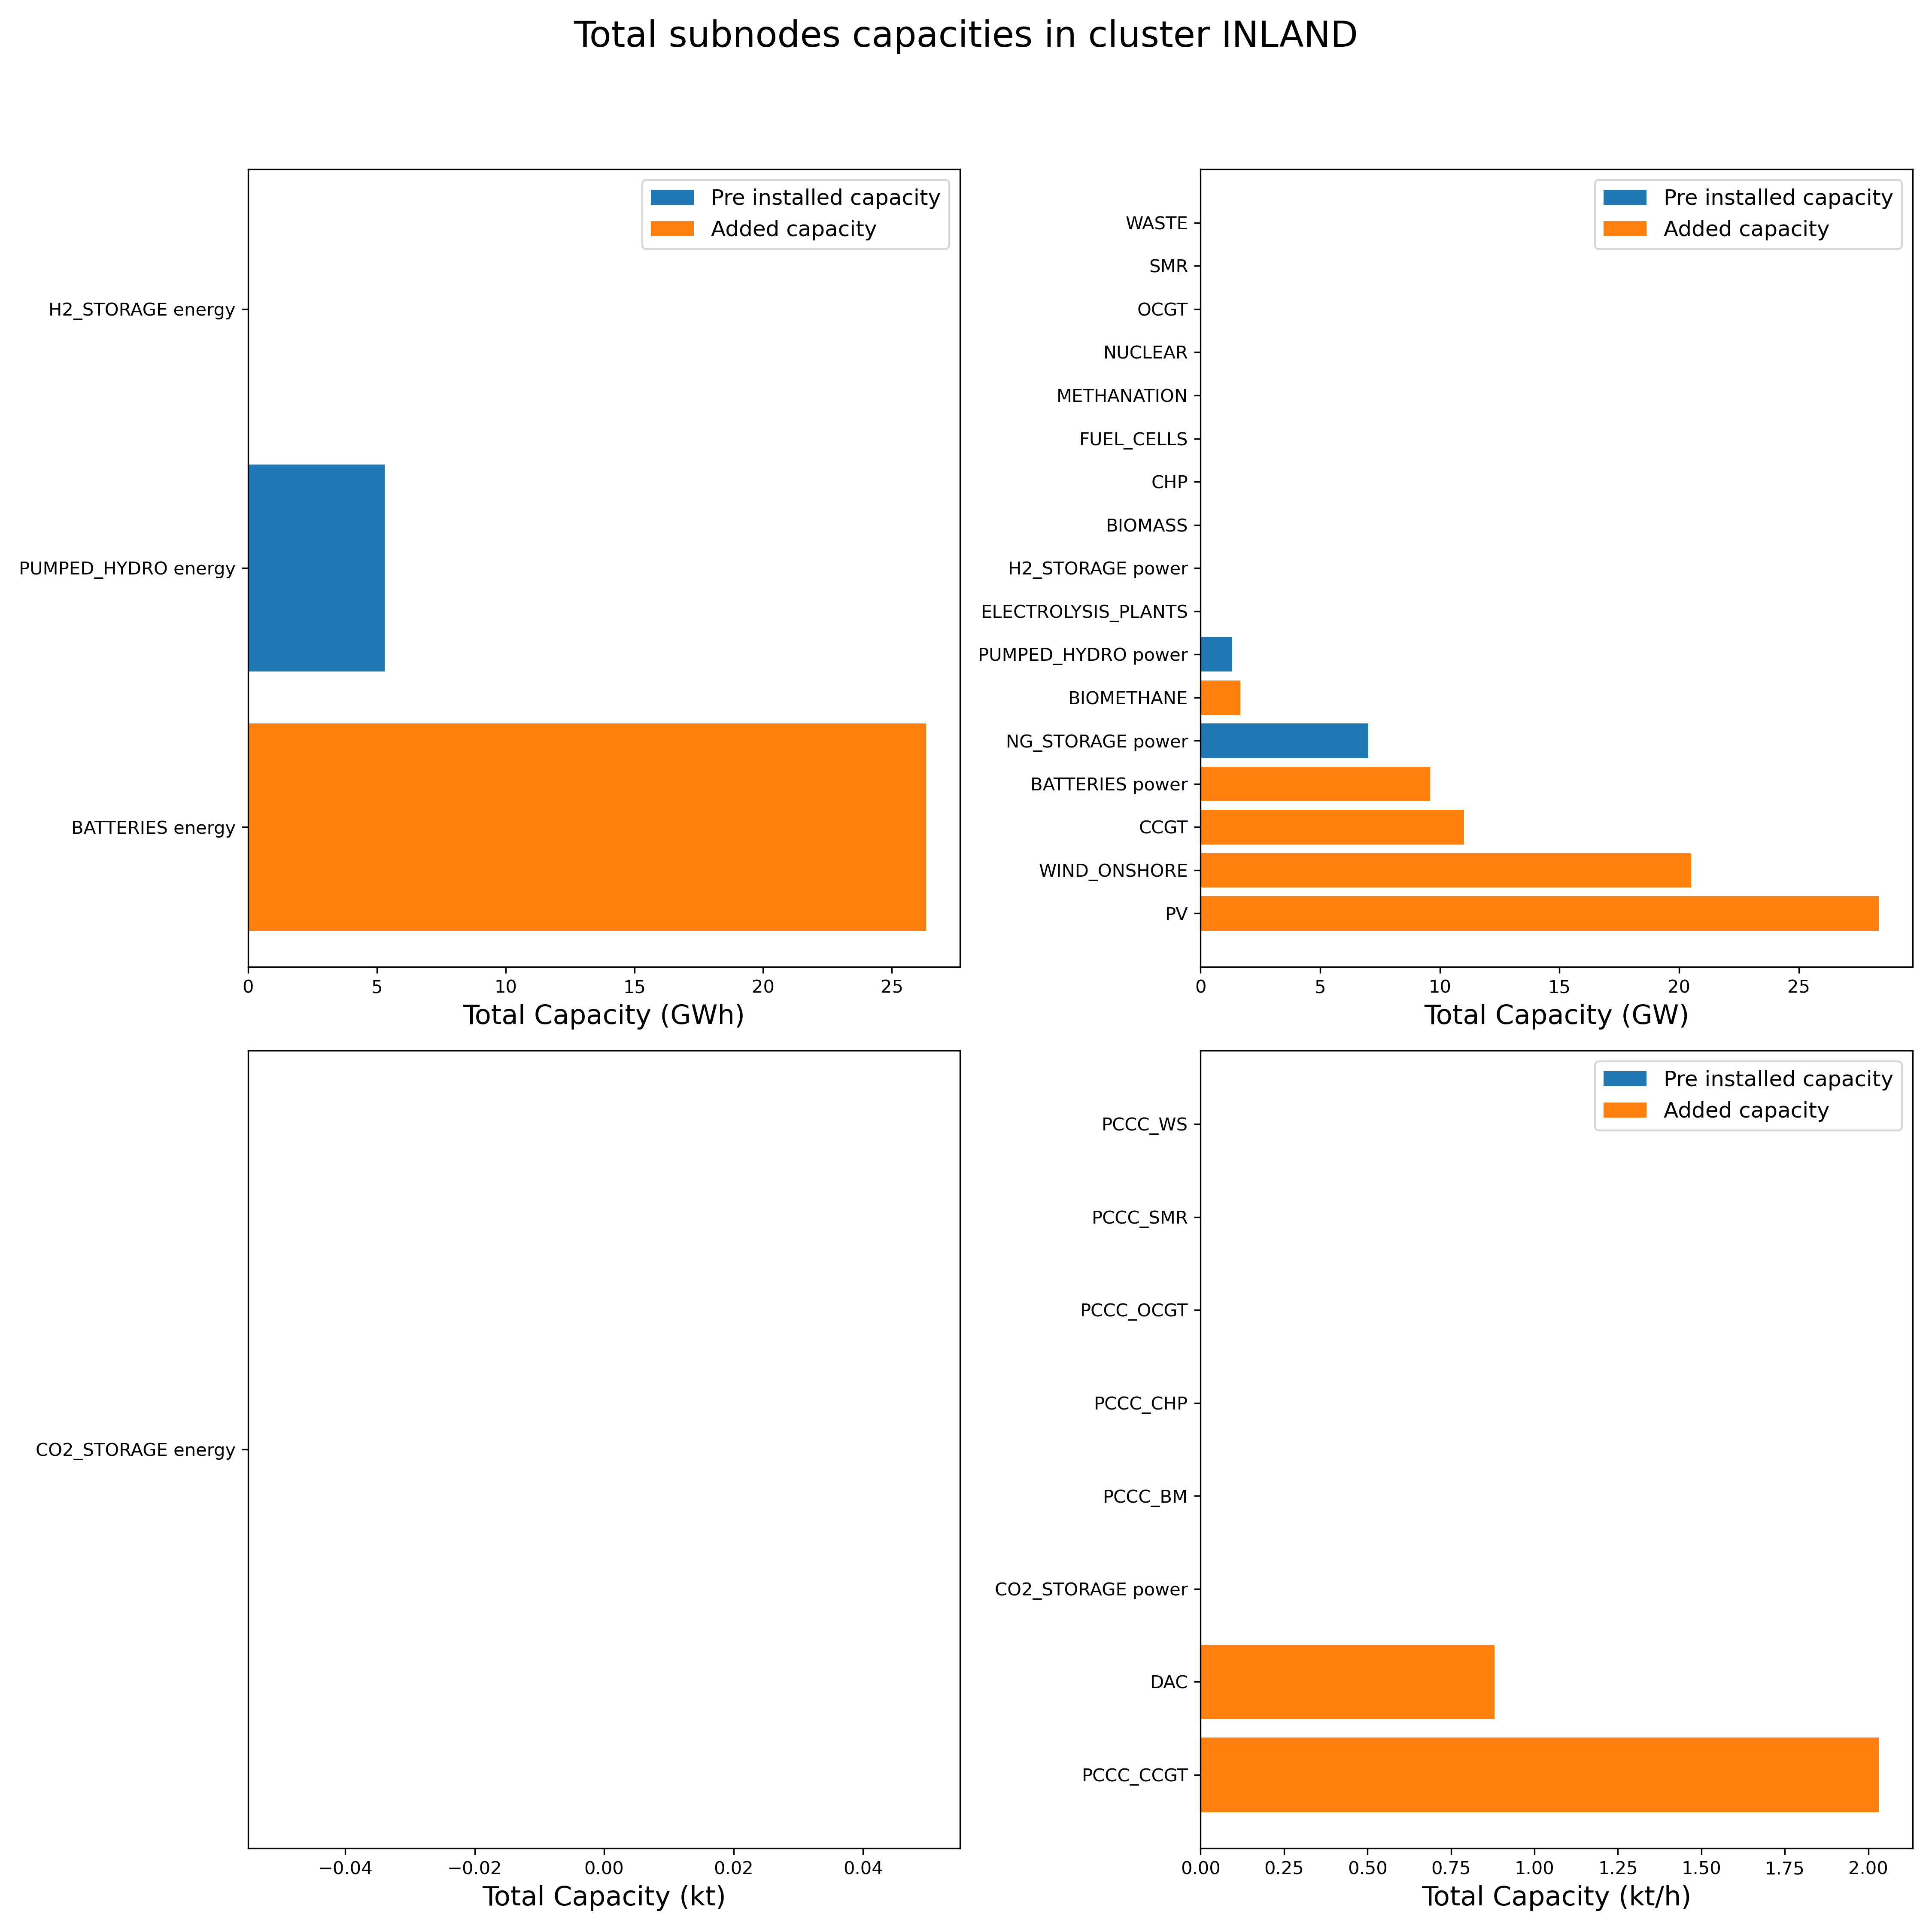 Total subnodes capacities in cluster INLAND
Pre installed capacity
Added capacity
H2_STORAGE energy
PUMPED_HYDRO energy
BATTERIES energy
0 5 10 15 20 25
Total Capacity (GWh)
Pre installed capacity
Added capacity
WASTE
SMR
OCGT
NUCLEAR
METHANATION
FUEL_CELLS
CHP
BIOMASS
H2_STORAGE power
ELECTROLYSIS_PLANTS
PUMPED_HYDRO power
BIOMETHANE
NG_STORAGE power
BATTERIES power
CCGT
WIND_ONSHORE
PV
0 5 10 15 20 25
Total Capacity (GW)
CO2_STORAGE energy
−0.04 −0.02 0.00 0.02 0.04
Total Capacity (kt)
Pre installed capacity
Added capacity
PCCC_WS
PCCC_SMR
PCCC_OCGT
PCCC_CHP
PCCC_BM
CO2_STORAGE power
DAC
PCCC_CCGT
0.00 0.25 0.50 0.75 1.00 1.25 1.50 1.75 2.00
Total Capacity (kt/h)